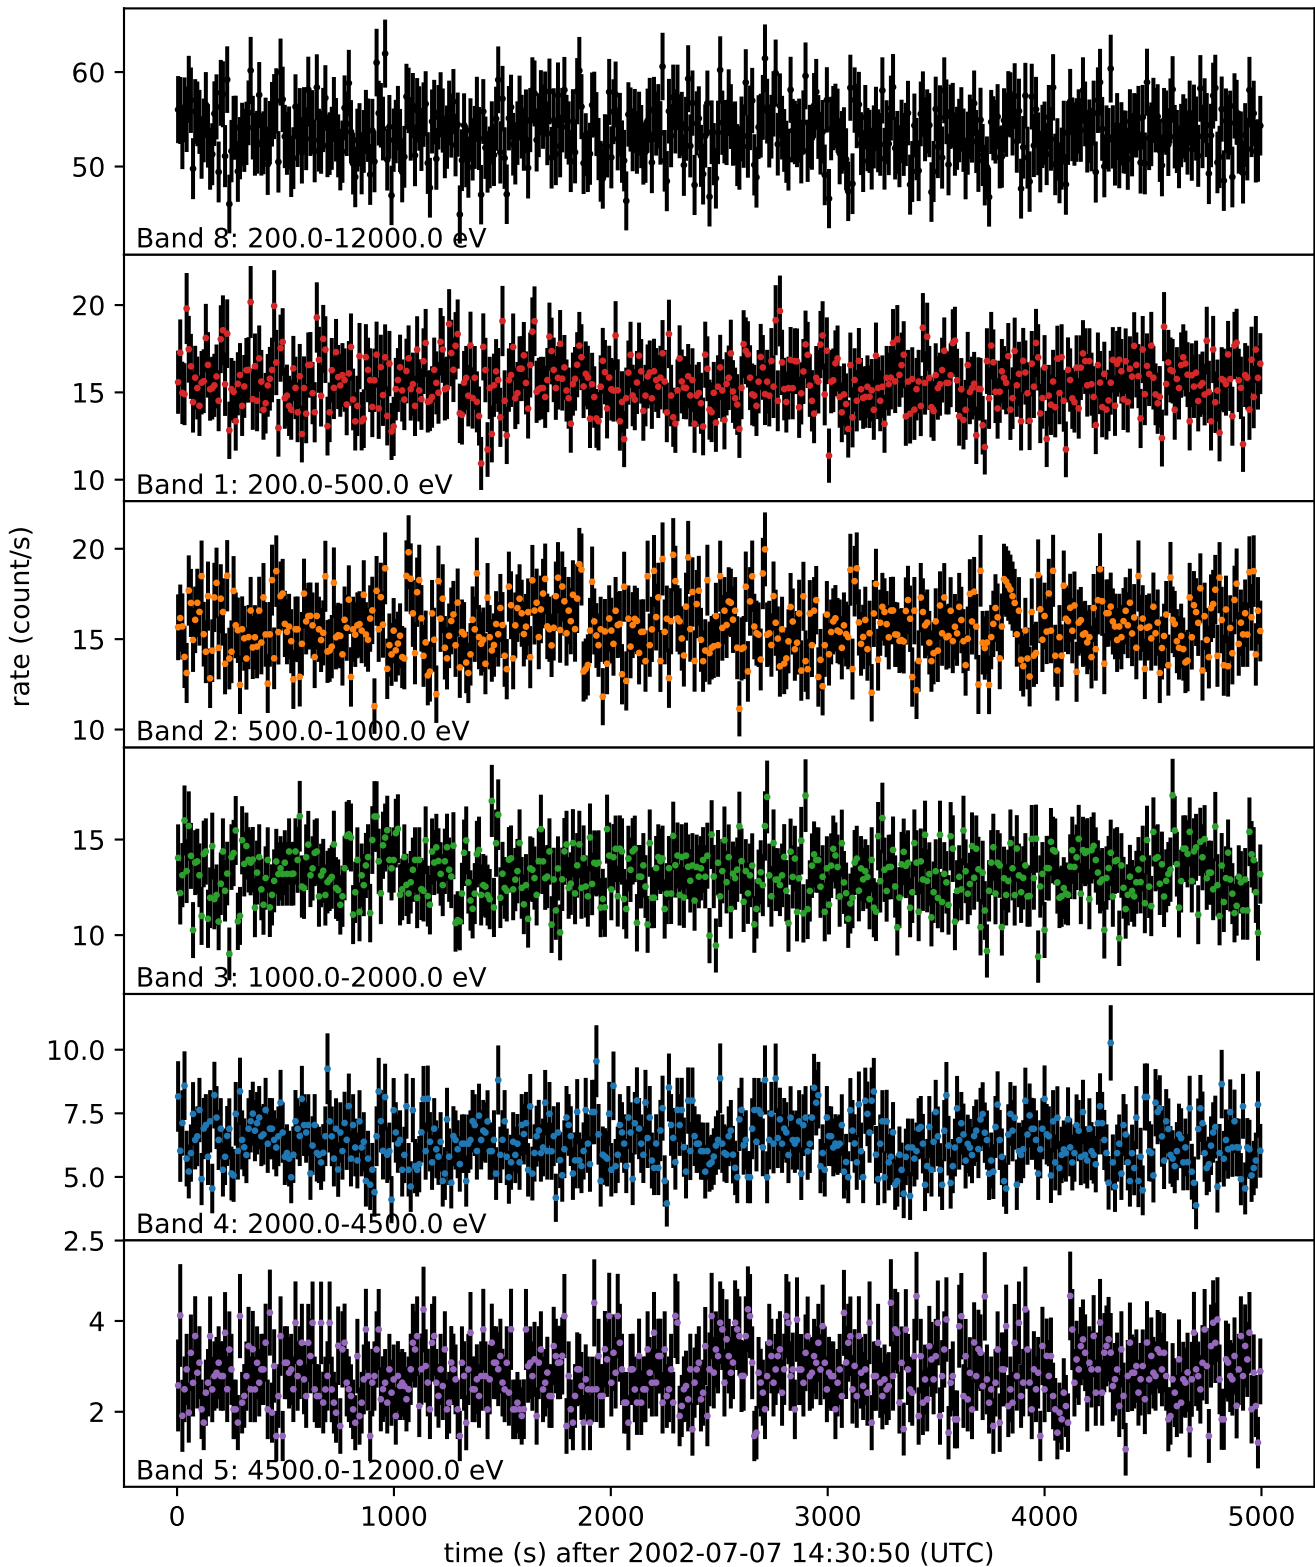 60
50
Band 8: 200.0-12000.0 eV
20
15
10
Band 1: 200.0-500.0 eV
rate (count/s)
20
15
10
Band 2: 500.0-1000.0 eV
15
10
Band 3: 1000.0-2000.0 eV
10.0
7.5
5.0
2.5
Band 4: 2000.0-4500.0 eV
4
2
Band 5: 4500.0-12000.0 eV
0 1000 2000 3000 4000 5000
time (s) after 2002-07-07 14:30:50 (UTC)